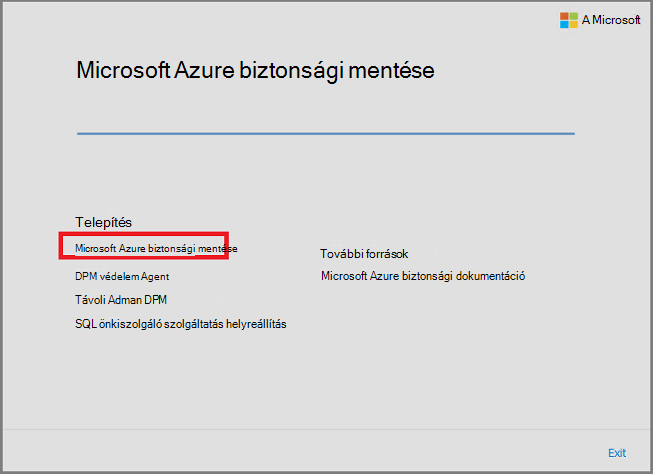 A Microsoft
Microsoft Azure biztonsági mentése
Telepítés
Microsoft Azure biztonsági mentése
DPM védelem Agent
Távoli Adman DPM
SQL önkiszolgáló szolgáltatás helyreállítás
További források
Microsoft Azure biztonsági dokumentáció
Exit